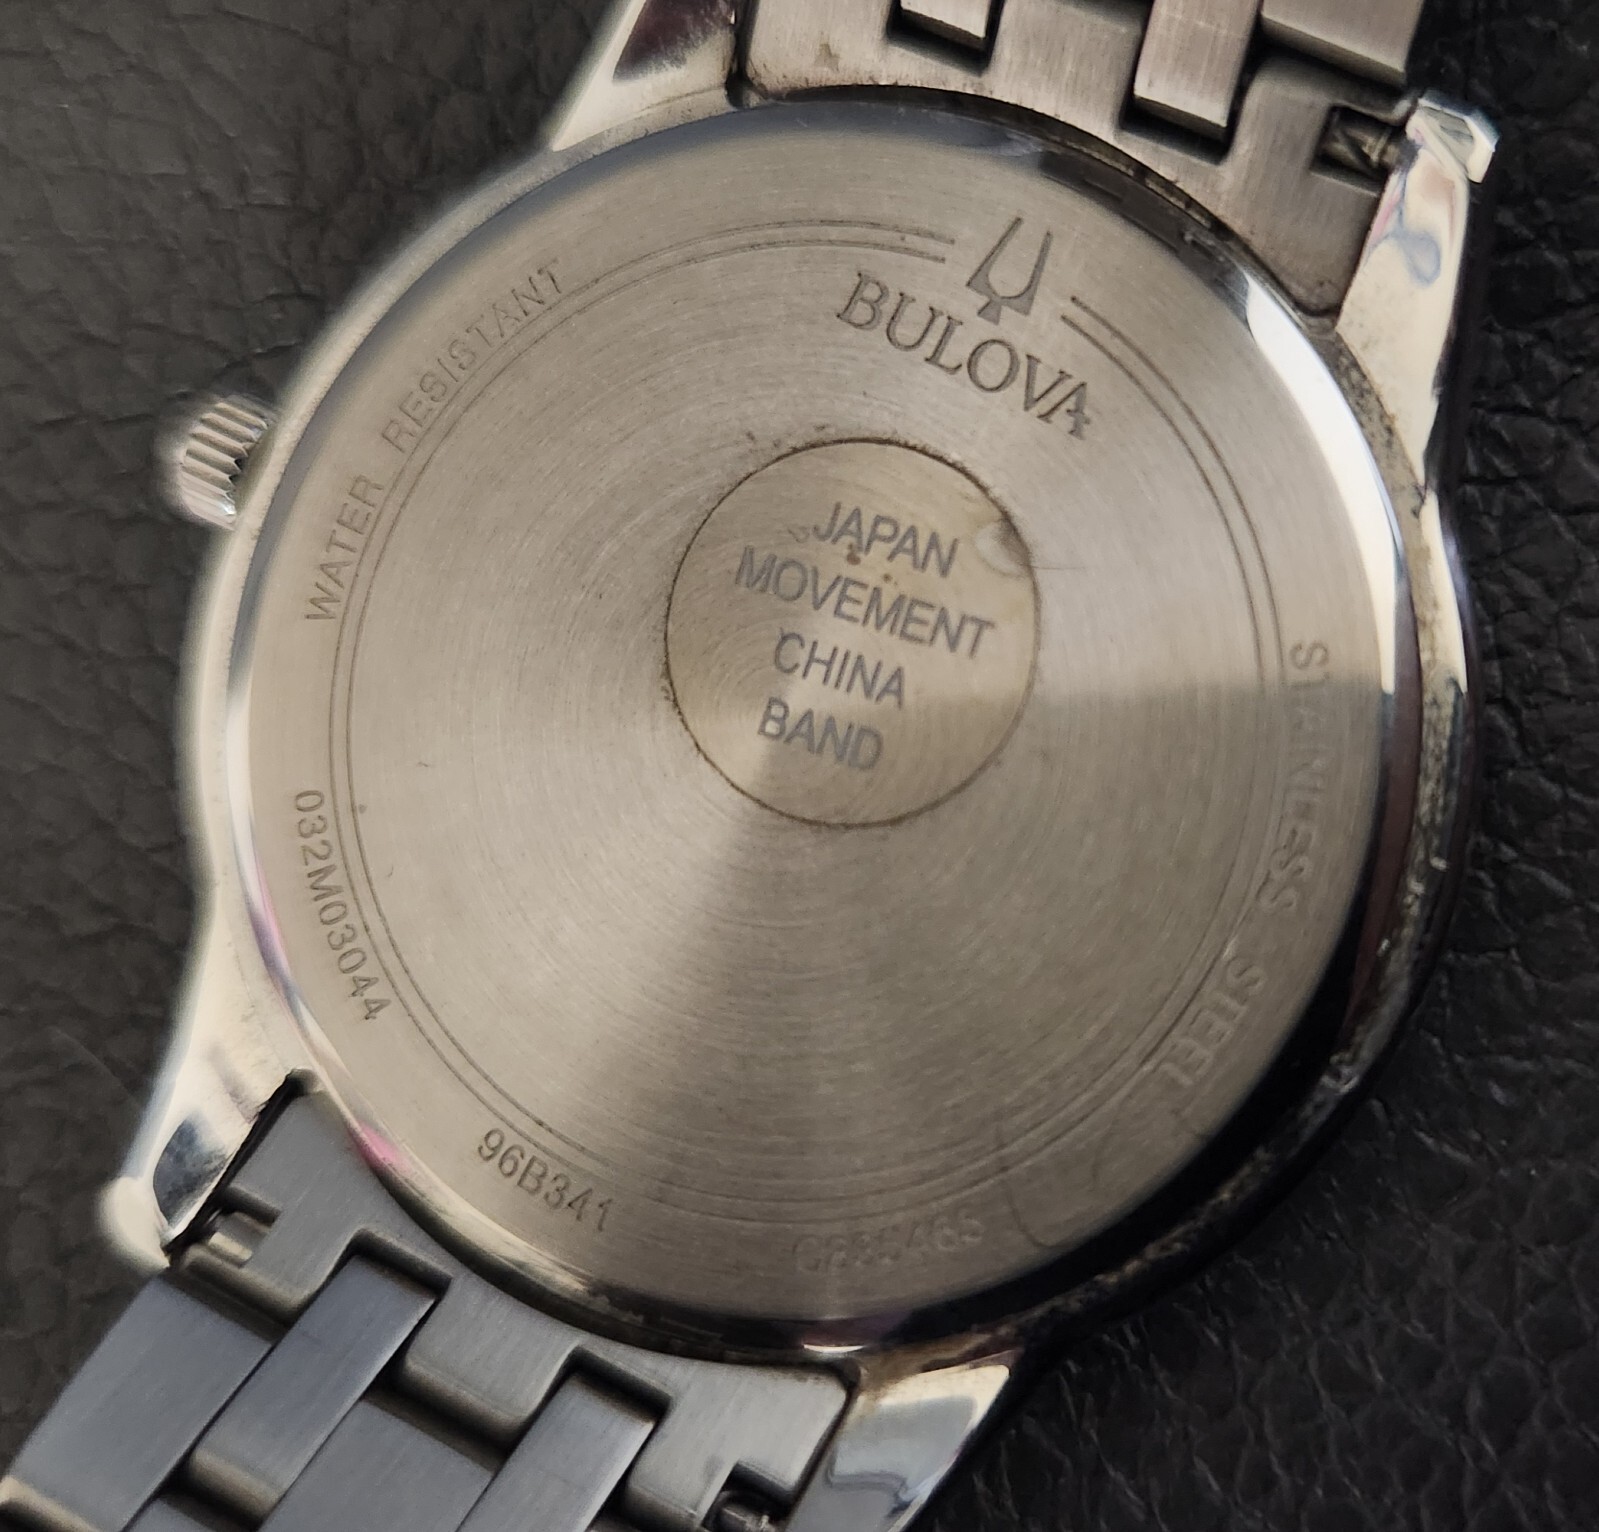 BULOVA
WATER RESISTANT
JAPAN
MOVEMENT
CHINA
BAND
STAINLESS STEEL
032M03044
96B341